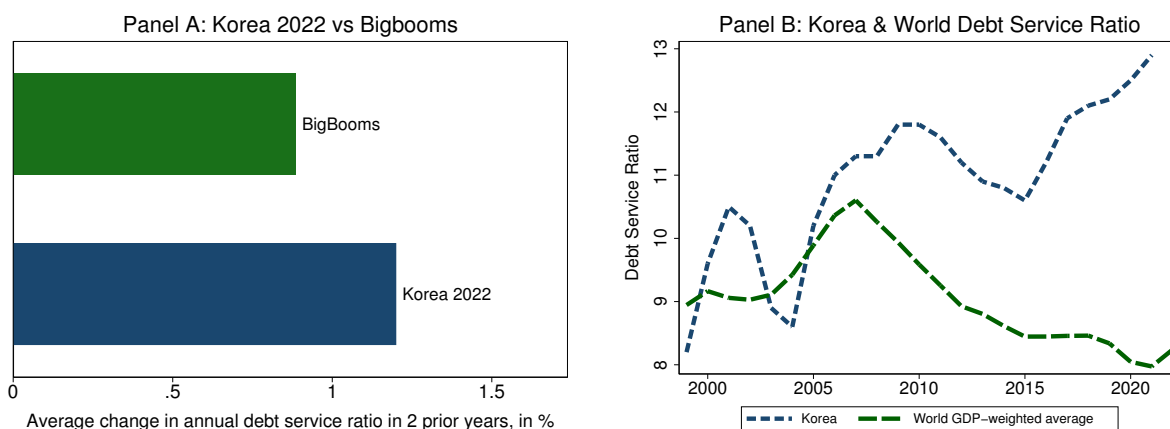 Panel A: Korea 2022 vs Bigbooms
BigBooms
Korea 2022
0 .5 1 1.5
Average change in annual debt service ratio in 2 prior years, in %
Panel B: Korea & World Debt Service Ratio
Debt Service Ratio
13
12
11
10
9
8
2000 2005 2010 2015 2020
Korea World GDP−weighted average